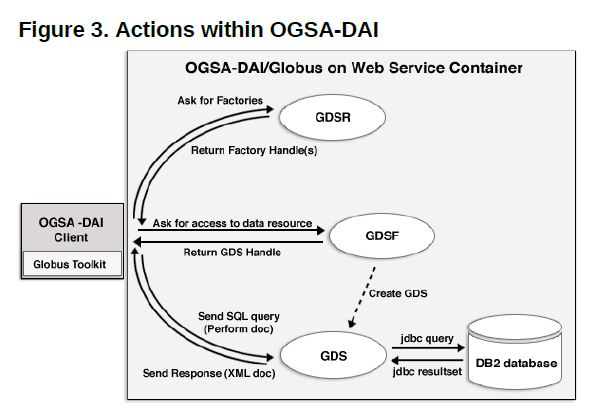 Figure 3. Actions within OGSA-DAI
OGSA-DAI/Globus on Web Service Container
Ask for Factories
GDSR
Return Factory Handle(s)
OGSA -DAI
Client
Globus Toolkit
Ask for access to data resource
GDSF
Return GDS Handle
Create GDS
Send SQL query
(Perform doc)
GDS
Send Response (XML doc)
jdbc query
jdbc resultset
DB2 database